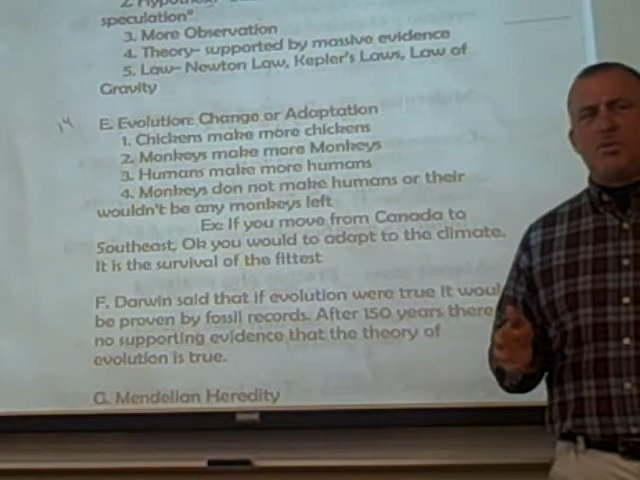 2. Hypothesis
speculation"
3. More Observation
4. Theory- supported by massive evidence
5. Law- Newton Law, Kepler's Laws, Law of
Gravity
14
E. Evolution: Change or Adaptation
1. Chickens make more chickens
2. Monkeys make more Monkeys
3. Humans make more humans
4. Monkeys don not make humans or their
wouldn't be any monkeys left
Ex: If you move from Canada to
Southeast, Ok you would to adapt to the climate.
It is the survival of the fittest
F. Darwin said that if evolution were true it woul
be proven by fossil records. After 150 years there
no supporting evidence that the theory of
evolution is true.
G. Mendelian Heredity